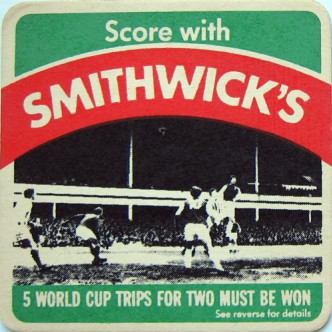 Score with
SMITHWICK'S
5 WORLD CUP TRIPS FOR TWO MUST BE WON
See reverse for details